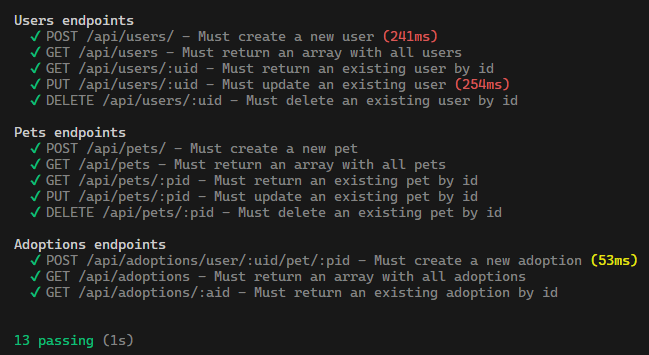 Users endpoints
✓ POST /api/users/ – Must create a new user (241ms)
✓ GET /api/users – Must return an array with all users
✓ GET /api/users/:uid – Must return an existing user by id
✓ PUT /api/users/:uid – Must update an existing user (254ms)
✓ DELETE /api/users/:uid – Must delete an existing user by id
Pets endpoints
✓ POST /api/pets/ – Must create a new pet
✓ GET /api/pets – Must return an array with all pets
✓ GET /api/pets/:pid – Must return an existing pet by id
✓ PUT /api/pets/:pid – Must update an existing pet by id
✓ DELETE /api/pets/:pid – Must delete an existing pet by id
Adoptions endpoints
✓ POST /api/adoptions/user/:uid/pet/:pid – Must create a new adoption (53ms)
✓ GET /api/adoptions – Must return an array with all adoptions
✓ GET /api/adoptions/:aid – Must return an existing adoption by id
13 passing (1s)